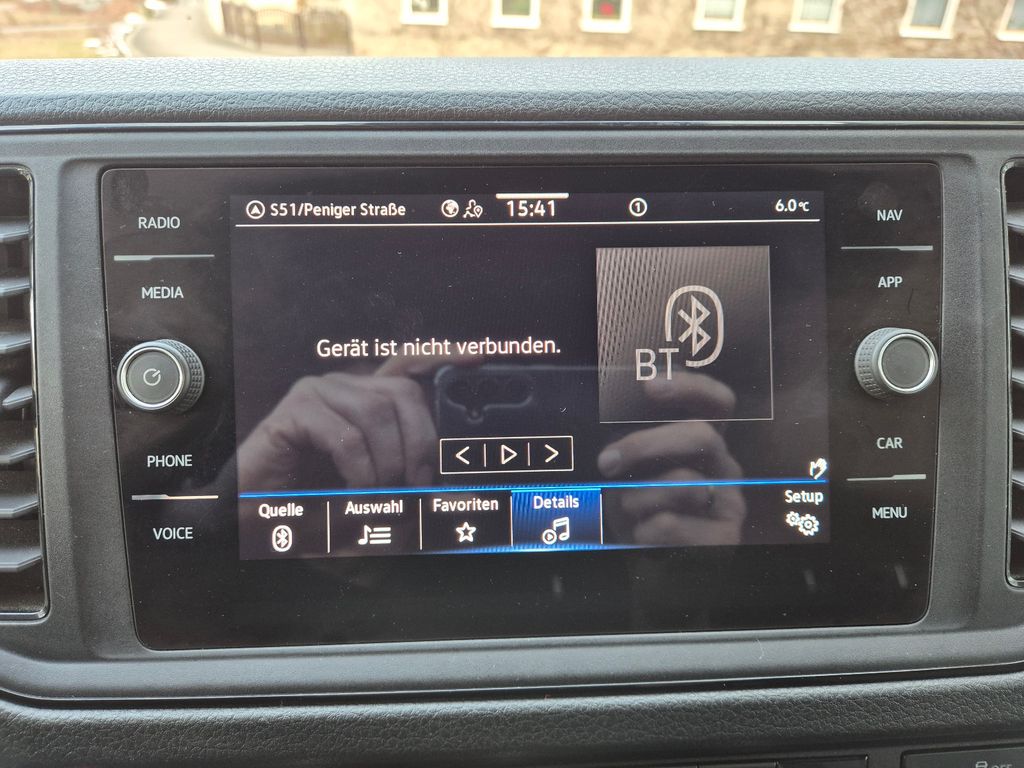 RADIO
MEDIA
PHONE
VOICE
S51/Peniger Straße
15:41
1
6.0°C
Gerät ist nicht verbunden.
BT
Quelle
Auswahl
Favoriten
Details
Setup
NAV
APP
CAR
MENU
OFF